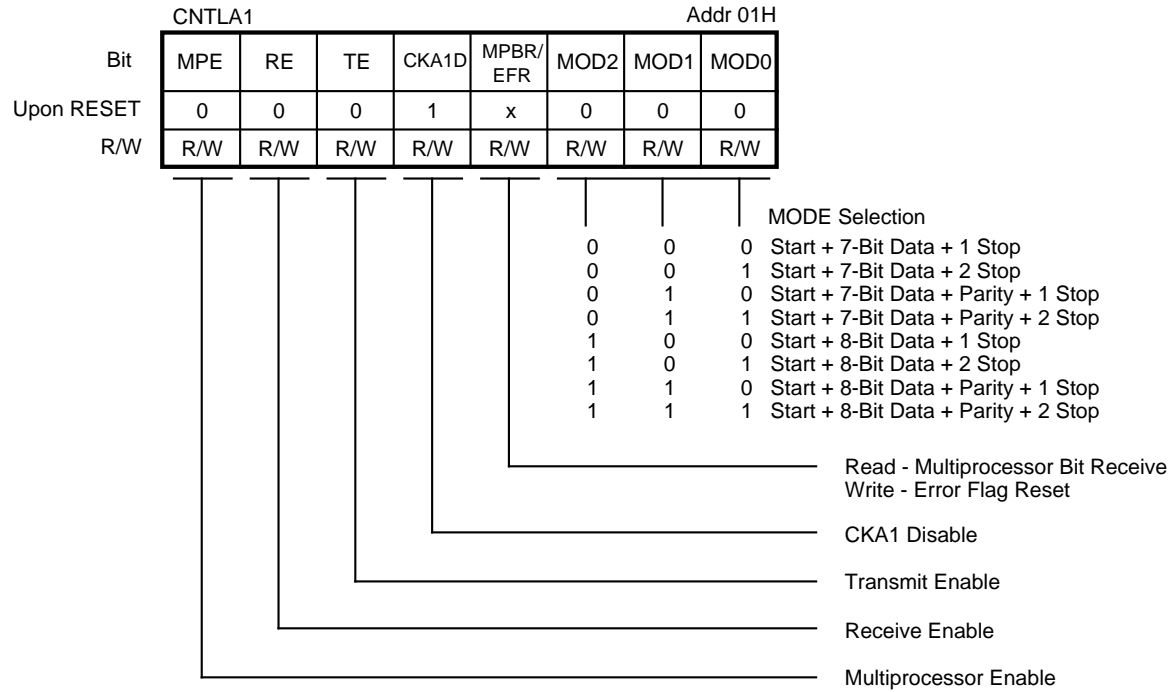 CNTLA1 Addr 01H
Bit MPE RE TE CKA1D MPBR/ EFR MOD2 MOD1 MOD0
Upon RESET 0 0 0 1 x 0 0 0
R/W R/W R/W R/W R/W R/W R/W R/W R/W
MODE Selection
0 0 0 Start + 7-Bit Data + 1 Stop
0 0 1 Start + 7-Bit Data + 2 Stop
0 1 0 Start + 7-Bit Data + Parity + 1 Stop
0 1 1 Start + 7-Bit Data + Parity + 2 Stop
1 0 0 Start + 8-Bit Data + 1 Stop
1 0 1 Start + 8-Bit Data + 2 Stop
1 1 0 Start + 8-Bit Data + Parity + 1 Stop
1 1 1 Start + 8-Bit Data + Parity + 2 Stop
Read - Multiprocessor Bit Receive
Write - Error Flag Reset
CKA1 Disable
Transmit Enable
Receive Enable
Multiprocessor Enable